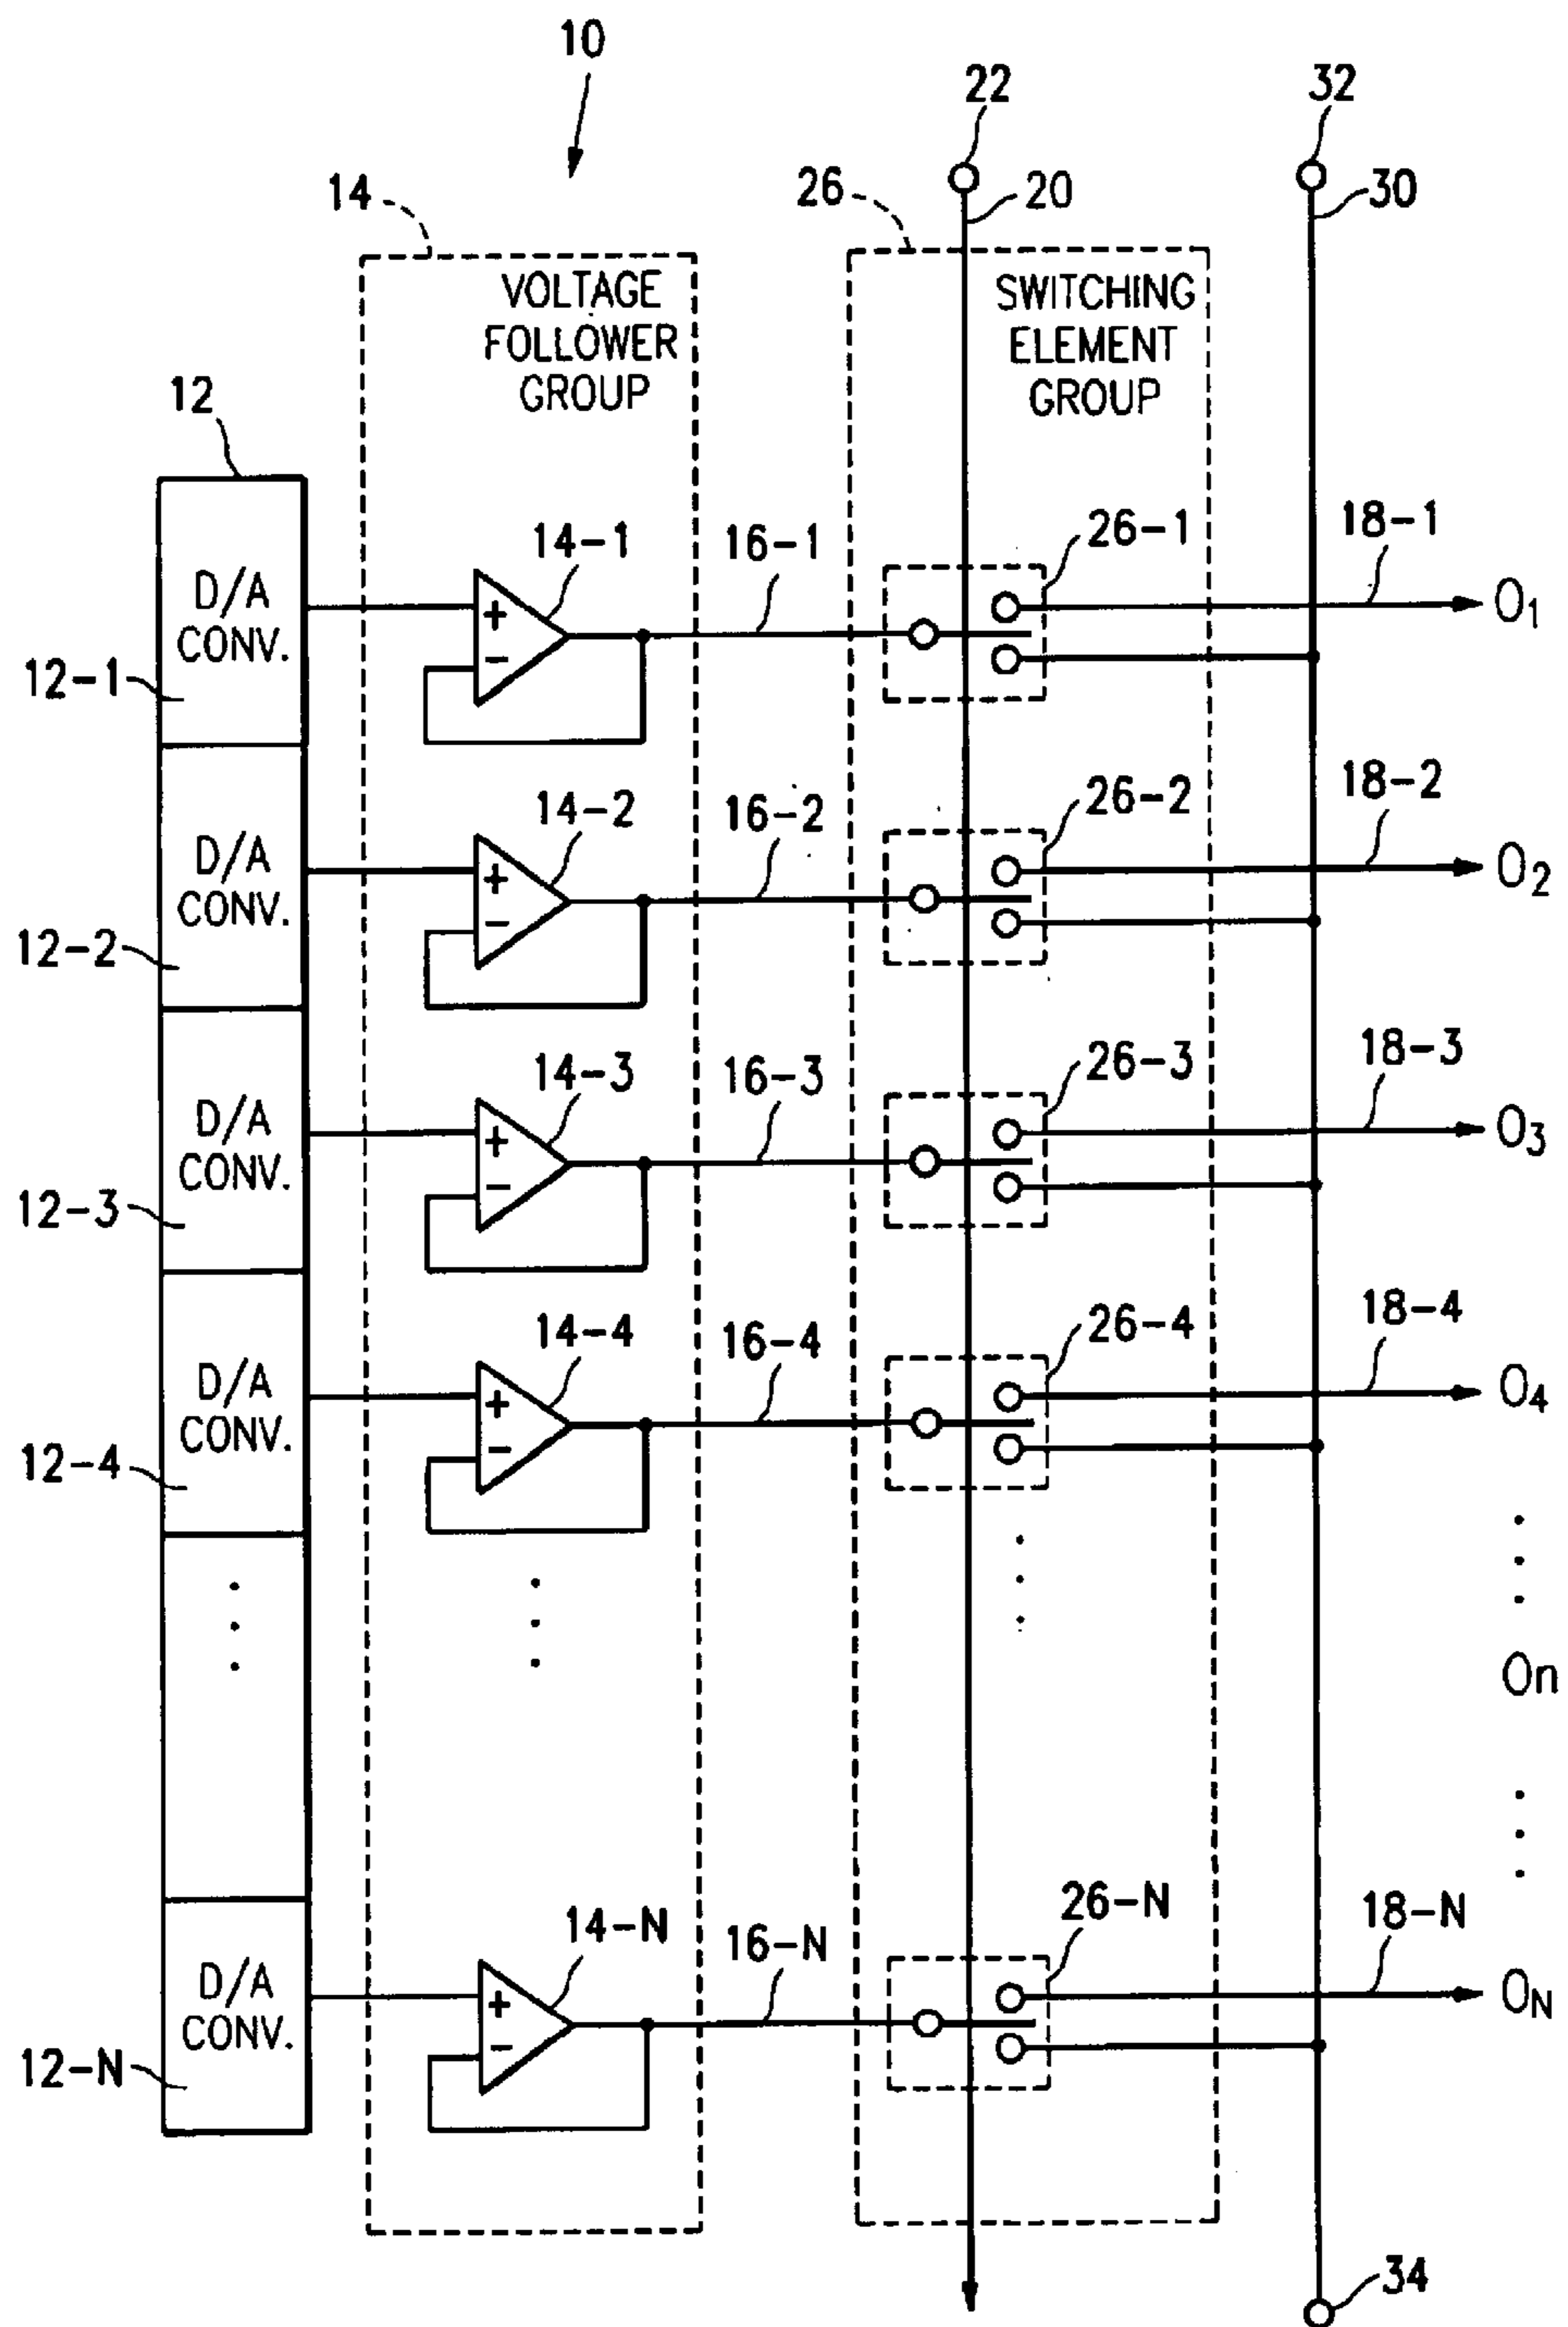 10
22
32
14
26
20
30
VOLTAGE
FOLLOWER
GROUP
SWITCHING
ELEMENT
GROUP
12
14-1
16-1
26-1
18-1
D/A
CONV.
+
-
O1
12-1
14-2
16-2
26-2
18-2
D/A
CONV.
+
-
O2
12-2
14-3
16-3
26-3
18-3
D/A
CONV.
+
-
O3
12-3
14-4
16-4
26-4
18-4
D/A
CONV.
+
-
O4
12-4
On
14-N
16-N
26-N
18-N
D/A
CONV.
+
-
ON
12-N
34